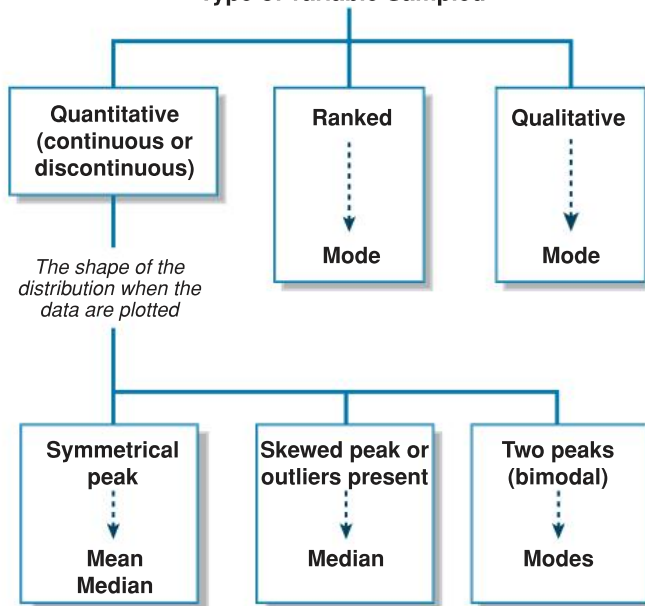 Quantitative
(continuous or
discontinuous)
Ranked
Mode
Qualitative
Mode
The shape of the
distribution when the
data are plotted
Symmetrical
peak
Mean
Median
Skewed peak or
outliers present
Median
Two peaks
(bimodal)
Modes